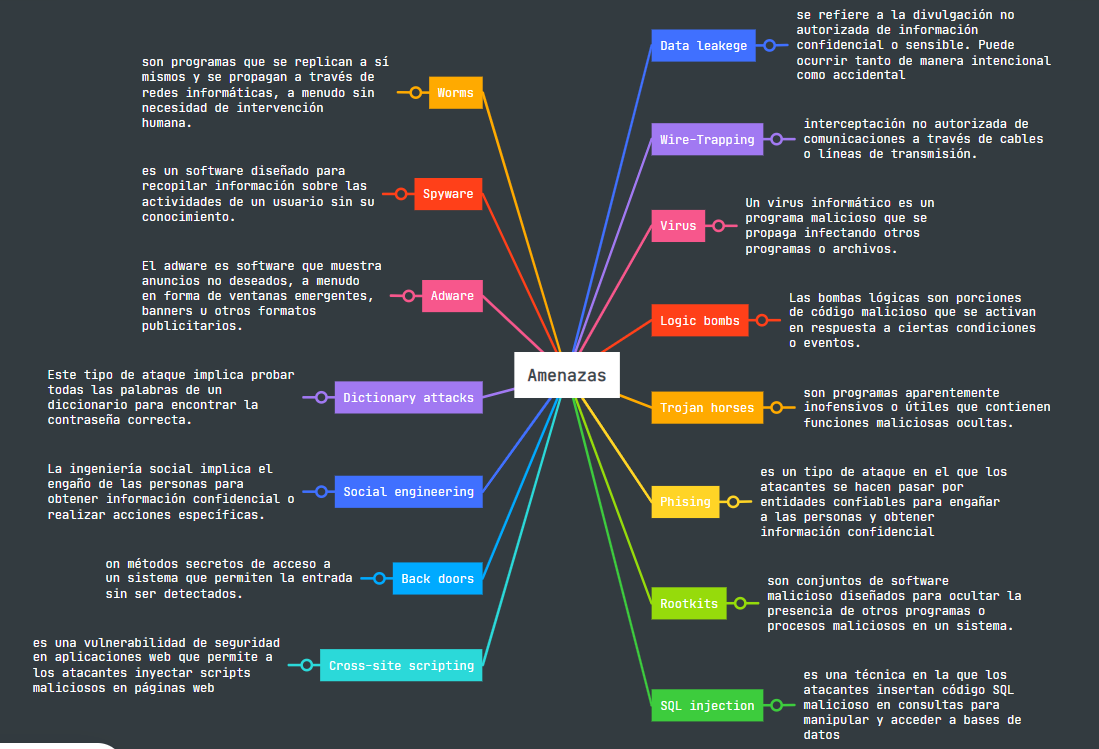 Amenazas
Data leakege
se refiere a la divulgación no
autorizada de información
confidencial o sensible. Puede
ocurrir tanto de manera intencional
como accidental
Wire-Trapping
interceptación no autorizada de
comunicaciones a través de cables
o líneas de transmisión.
Virus
Un virus informático es un
programa malicioso que se
propaga infectando otros
programas o archivos.
Logic bombs
Las bombas lógicas son porciones
de código malicioso que se activan
en respuesta a ciertas condiciones
o eventos.
Trojan horses
son programas aparentemente
inofensivos o útiles que contienen
funciones maliciosas ocultas.
Phising
es un tipo de ataque en el que los
atacantes se hacen pasar por
entidades confiables para engañar
a las personas y obtener
información confidencial
Rootkits
son conjuntos de software
malicioso diseñados para ocultar la
presencia de otros programas o
procesos maliciosos en un sistema.
SQL injection
es una técnica en la que los
atacantes insertan código SQL
malicioso en consultas para
manipular y acceder a bases de
datos
Worms
son programas que se replican a sí
mismos y se propagan a través de
redes informáticas, a menudo sin
necesidad de intervención
humana.
Spyware
es un software diseñado para
recopilar información sobre las
actividades de un usuario sin su
conocimiento.
Adware
El adware es software que muestra
anuncios no deseados, a menudo
en forma de ventanas emergentes,
banners u otros formatos
publicitarios.
Dictionary attacks
Este tipo de ataque implica probar
todas las palabras de un
diccionario para encontrar la
contraseña correcta.
Social engineering
La ingeniería social implica el
engaño de las personas para
obtener información confidencial o
realizar acciones específicas.
Back doors
on métodos secretos de acceso a
un sistema que permiten la entrada
sin ser detectados.
Cross-site scripting
es una vulnerabilidad de seguridad
en aplicaciones web que permite a
los atacantes inyectar scripts
maliciosos en páginas web